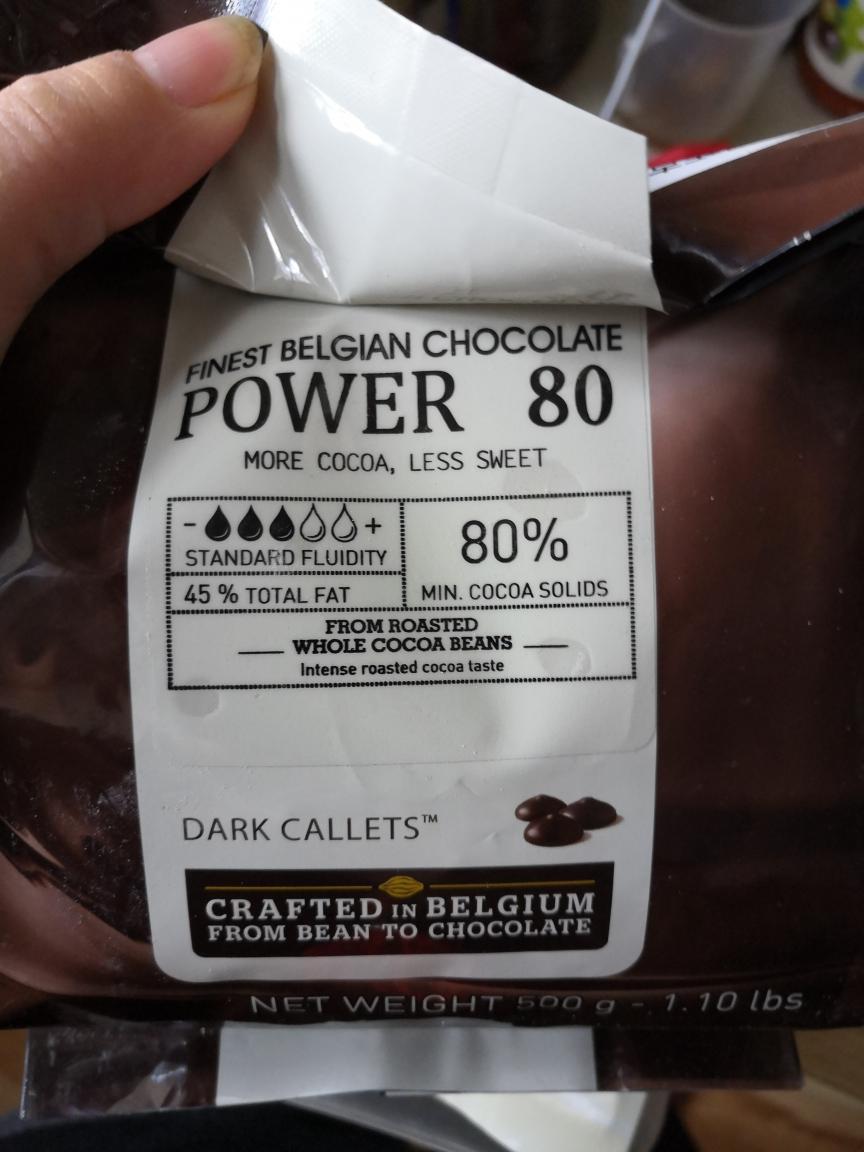 FINEST BELGIAN CHOCOLATE
POWER 80
MORE COCOA, LESS SWEET
- +
STANDARD FLUIDITY
45 % TOTAL FAT
80%
MIN. COCOA SOLIDS
FROM ROASTED
WHOLE COCOA BEANS
Intense roasted cocoa taste
DARK CALLETS™
CRAFTED IN BELGIUM
FROM BEAN TO CHOCOLATE
NET WEIGHT 500 g - 1.10 lbs